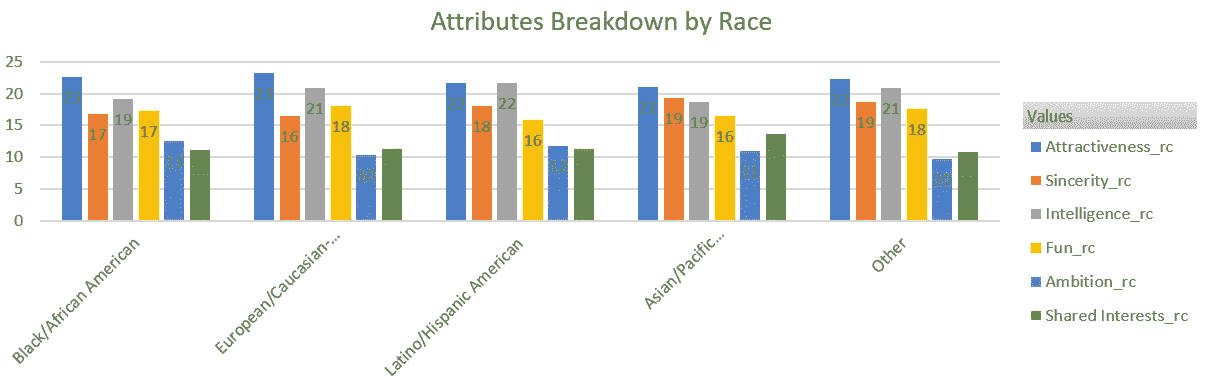 Attributes Breakdown by Race
25
20
15
10
5
0
23
17
19
17
23
16
21
18
22
18
22
16
21
19
19
16
22
19
21
18
Black/African American
European/Caucasian-...
Latino/Hispanic American
Asian/Pacific...
Other
Values
Attractiveness_rc
Sincerity_rc
Intelligence_rc
Fun_rc
Ambition_rc
Shared Interests_rc